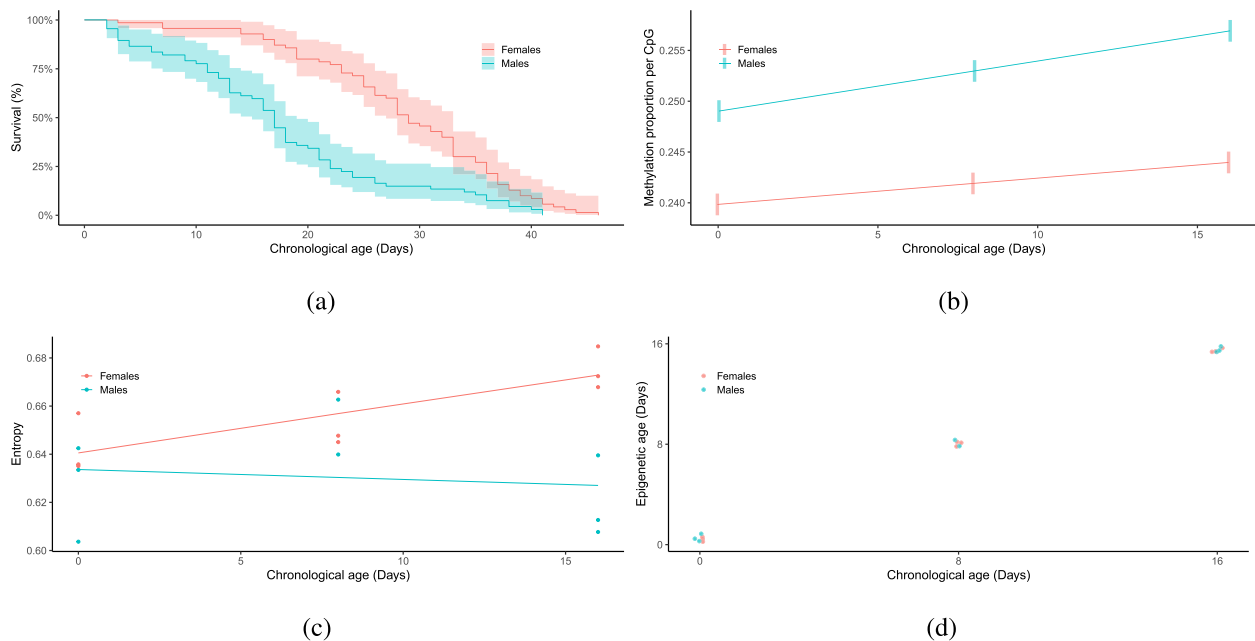 100%
75%
50%
25%
0%
Survival (%)
Females
Males
0
10
20
30
40
Chronological age (Days)
(a)
0.255
0.250
0.245
0.240
Methylation proportion per CpG
Females
Males
0
5
10
15
Chronological age (Days)
(b)
0.68
0.66
0.64
0.62
0.60
Entropy
Females
Males
0
5
10
15
Chronological age (Days)
(c)
16
8
0
Epigenetic age (Days)
Females
Males
0
8
16
Chronological age (Days)
(d)